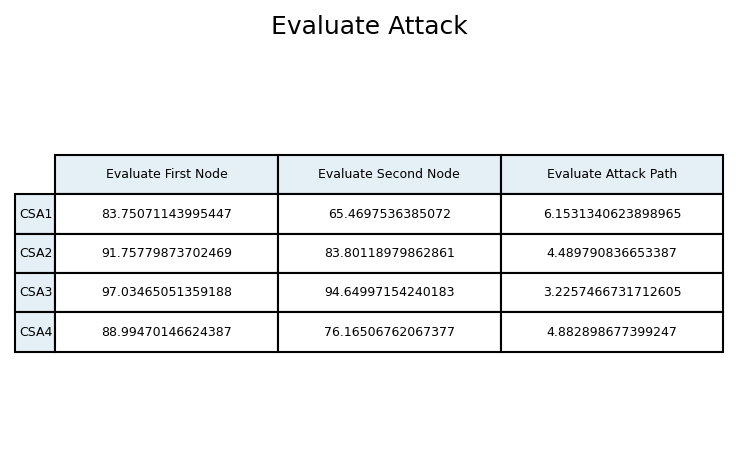 Evaluate Attack
Evaluate First Node Evaluate Second Node Evaluate Attack Path
CSA1 83.75071143995447 65.4697536385072 6.1531340623898965
CSA2 91.75779873702469 83.80118979862861 4.489790836653387
CSA3 97.03465051359188 94.64997154240183 3.2257466731712605
CSA4 88.99470146624387 76.16506762067377 4.882898677399247